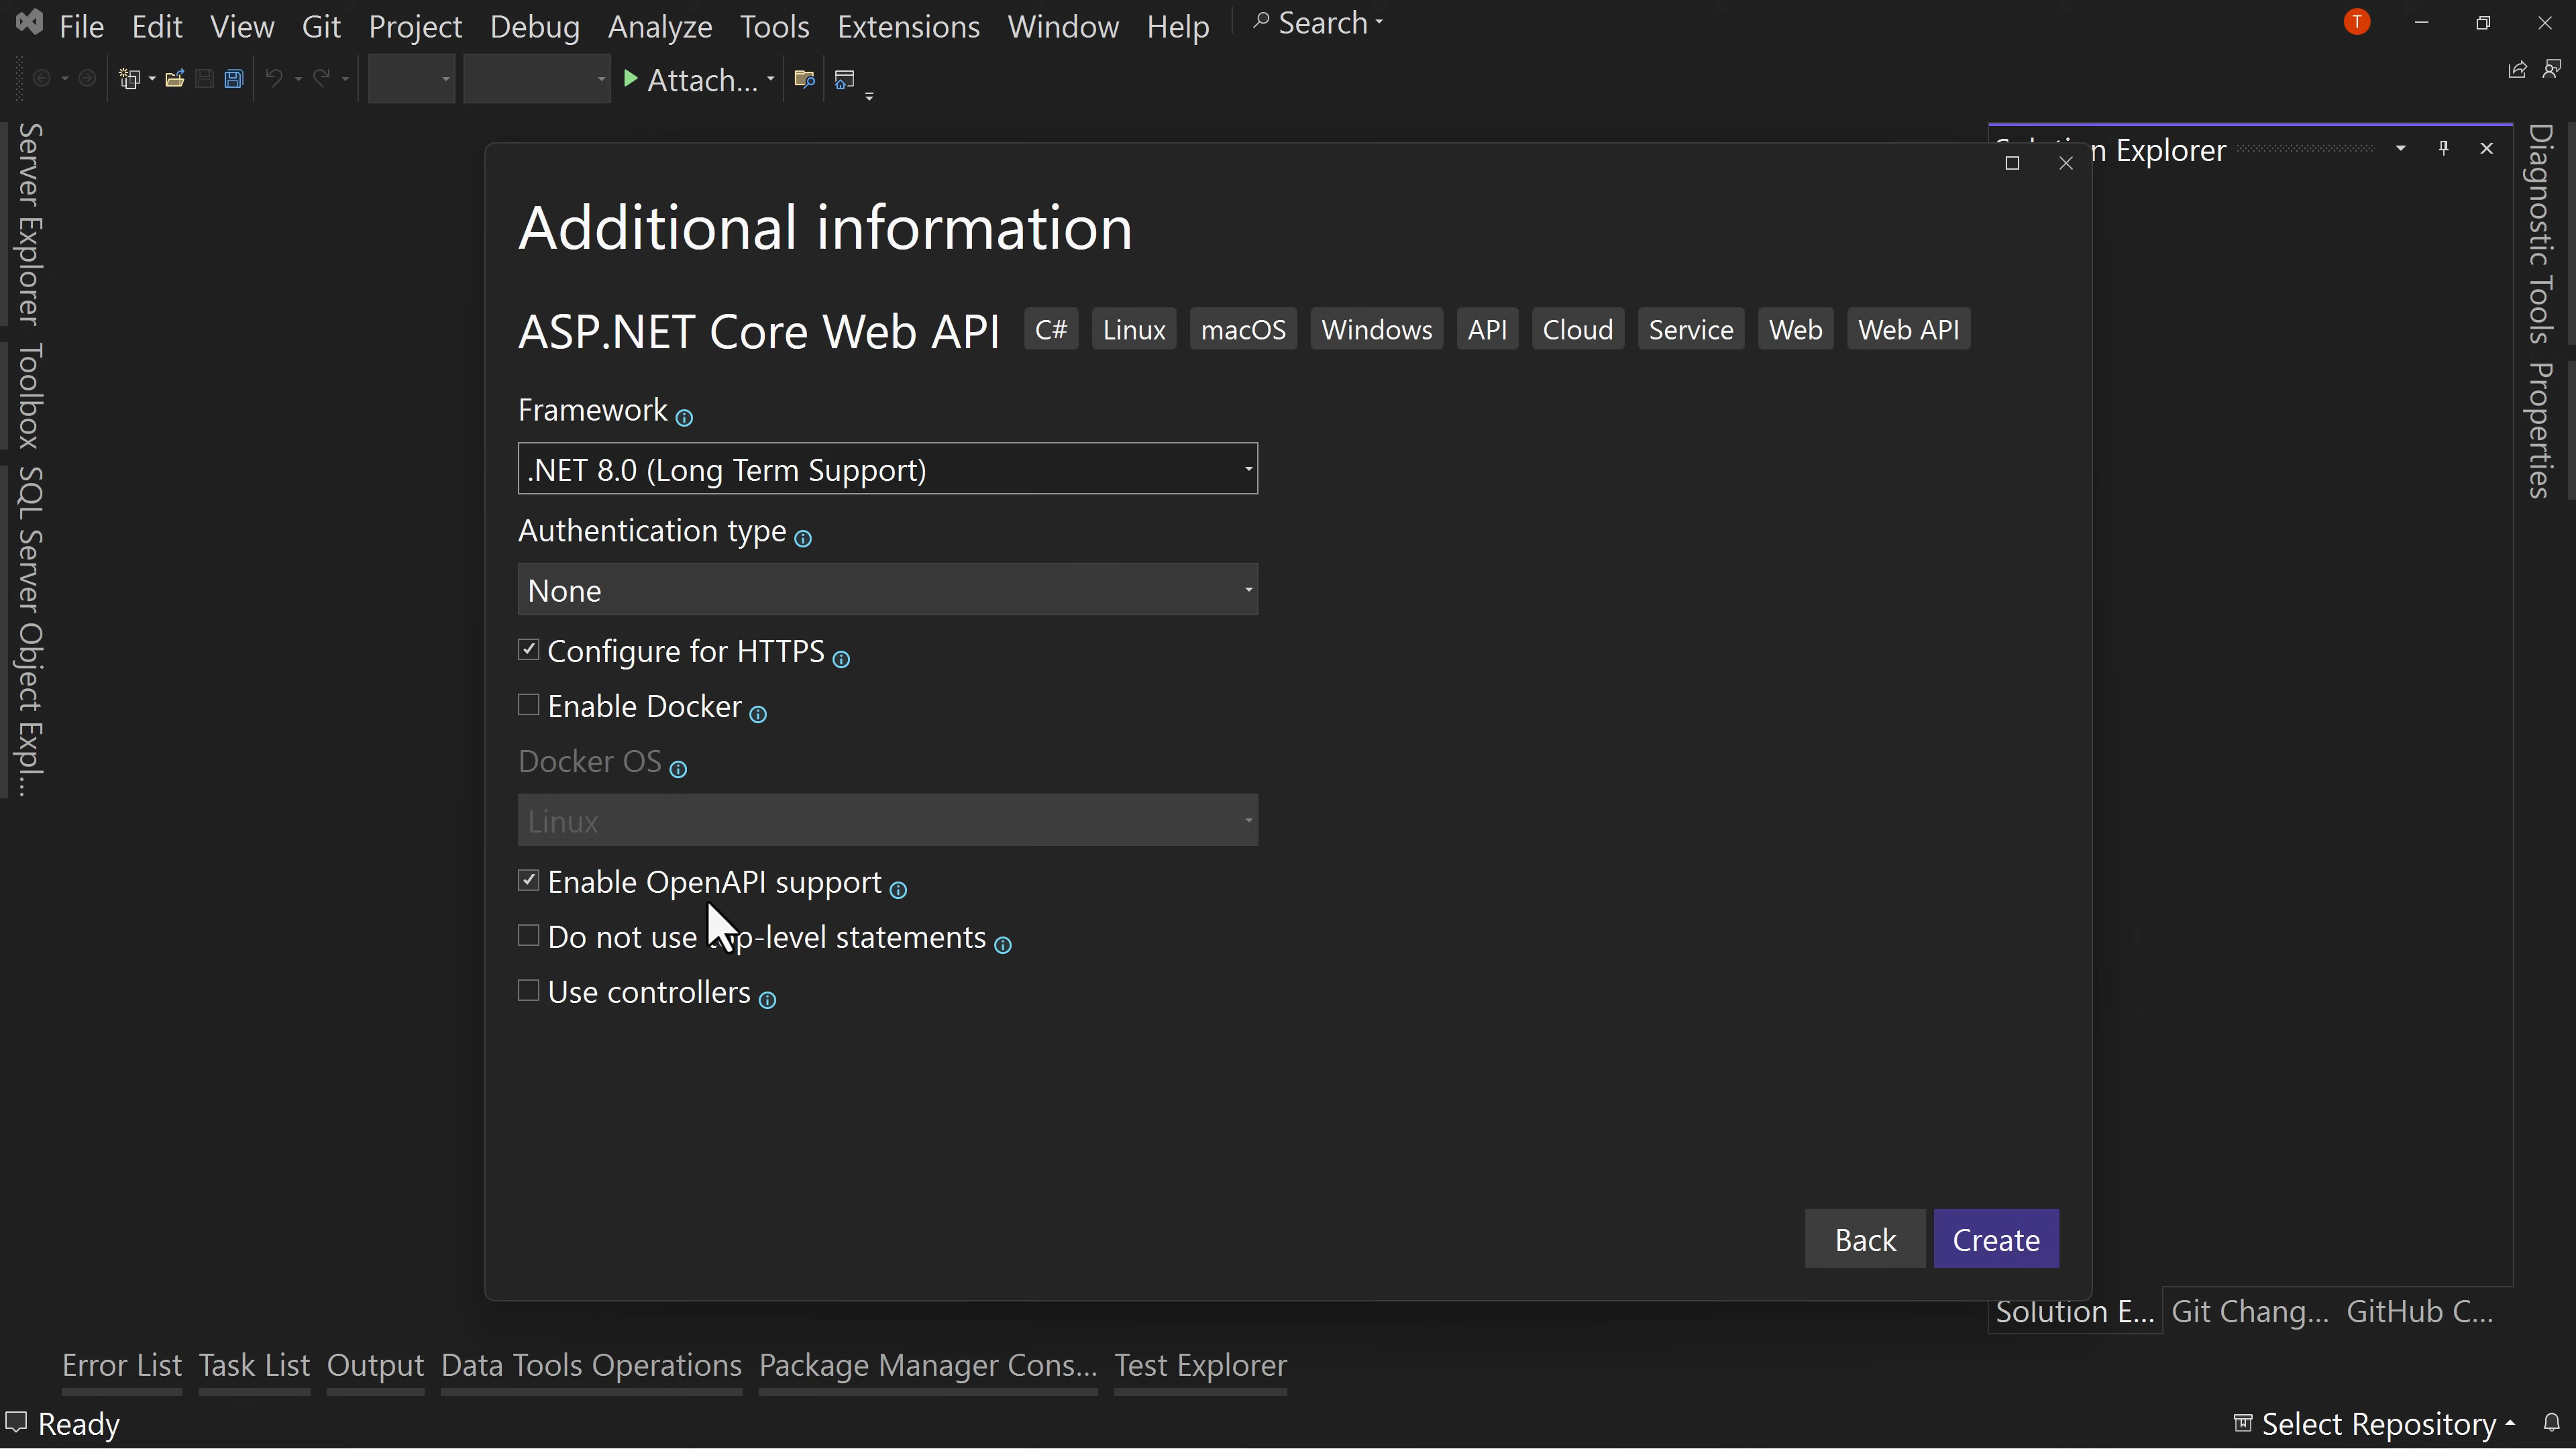 File Edit View Git Project Debug Analyze Tools Extensions Window Help Search
T
Attach...
Server Explorer
Toolbox
SQL Server Object Expl...
Explorer
Diagnostic Tools
Properties
Additional information
ASP.NET Core Web API C# Linux macOS Windows API Cloud Service Web Web API
Framework
.NET 8.0 (Long Term Support)
Authentication type
None
Configure for HTTPS
Enable Docker
Docker OS
Linux
Enable OpenAPI support
Do not use -level statements
Use controllers
Back Create
Solution E... Git Chang... GitHub C...
Error List Task List Output Data Tools Operations Package Manager Cons... Test Explorer
Ready
Select Repository